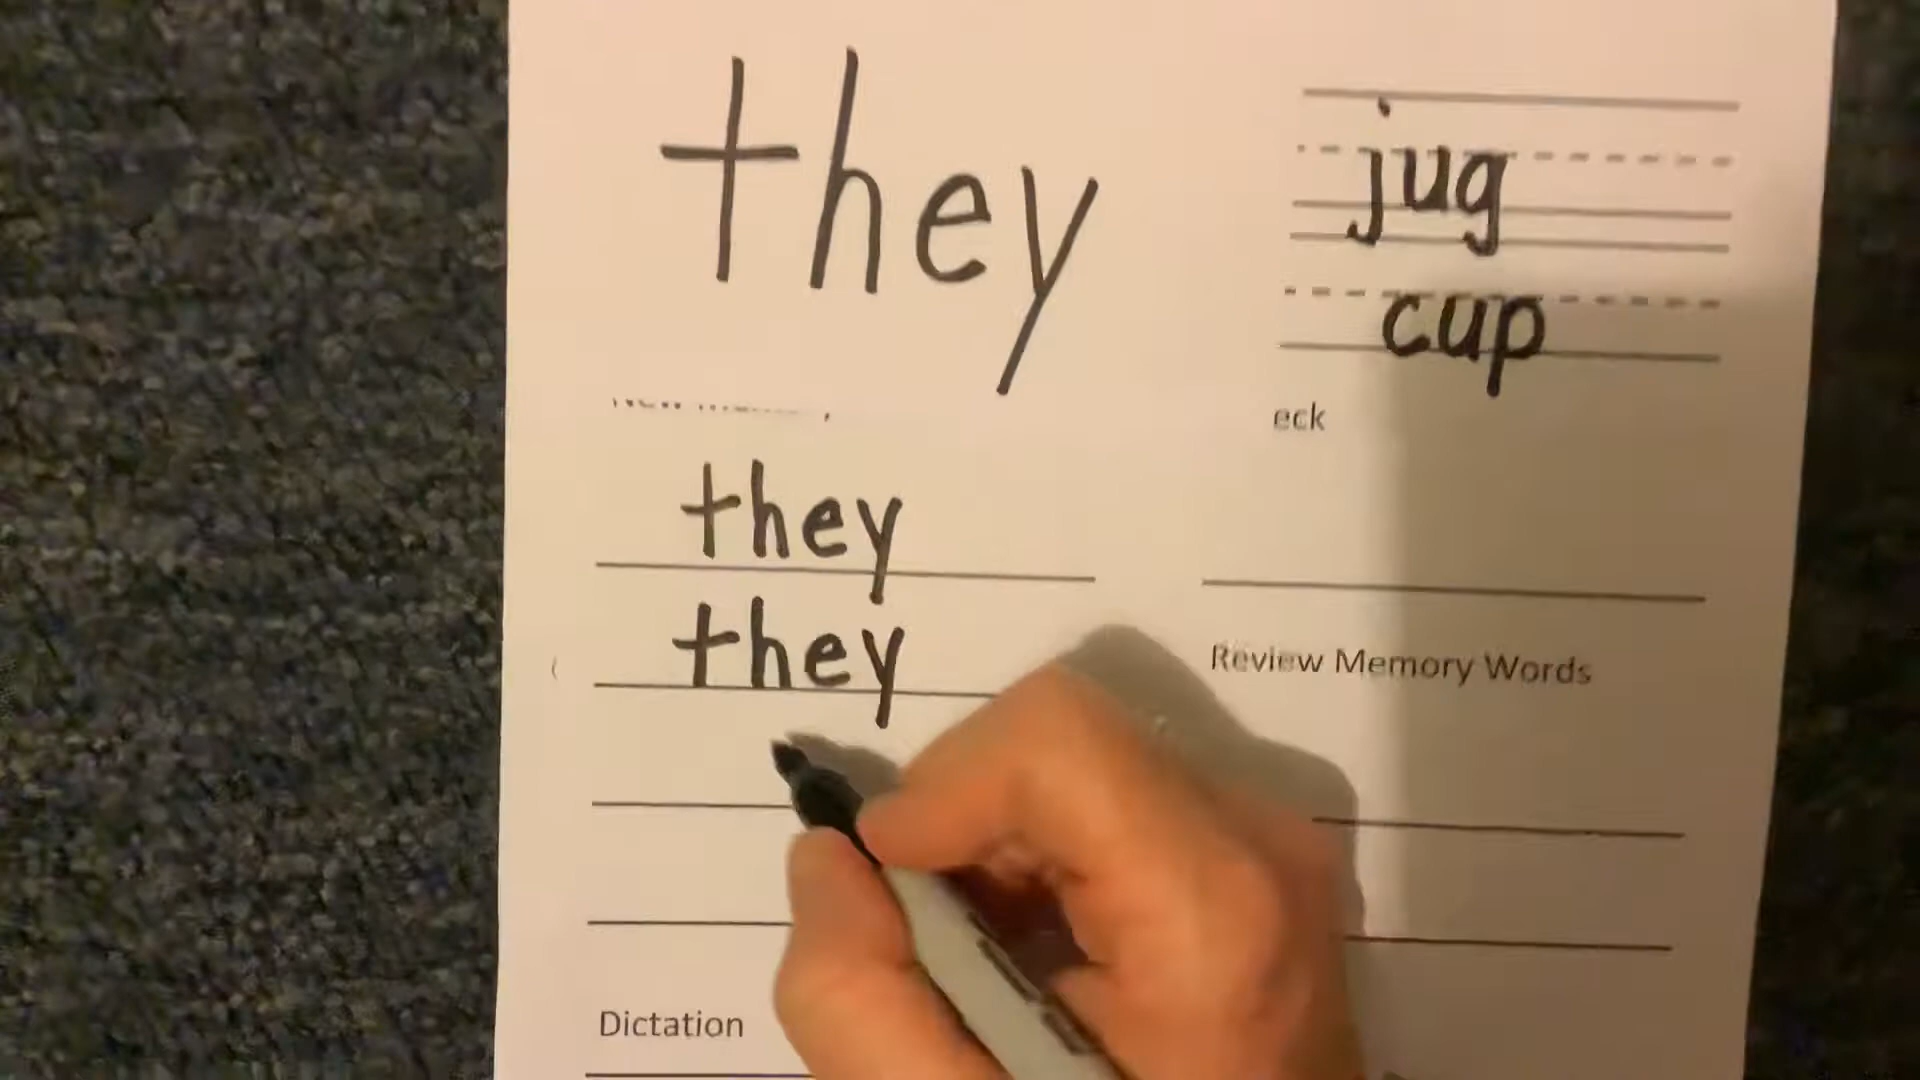 they
jug
cup
eck
they
they
Review Memory Words
Dictation